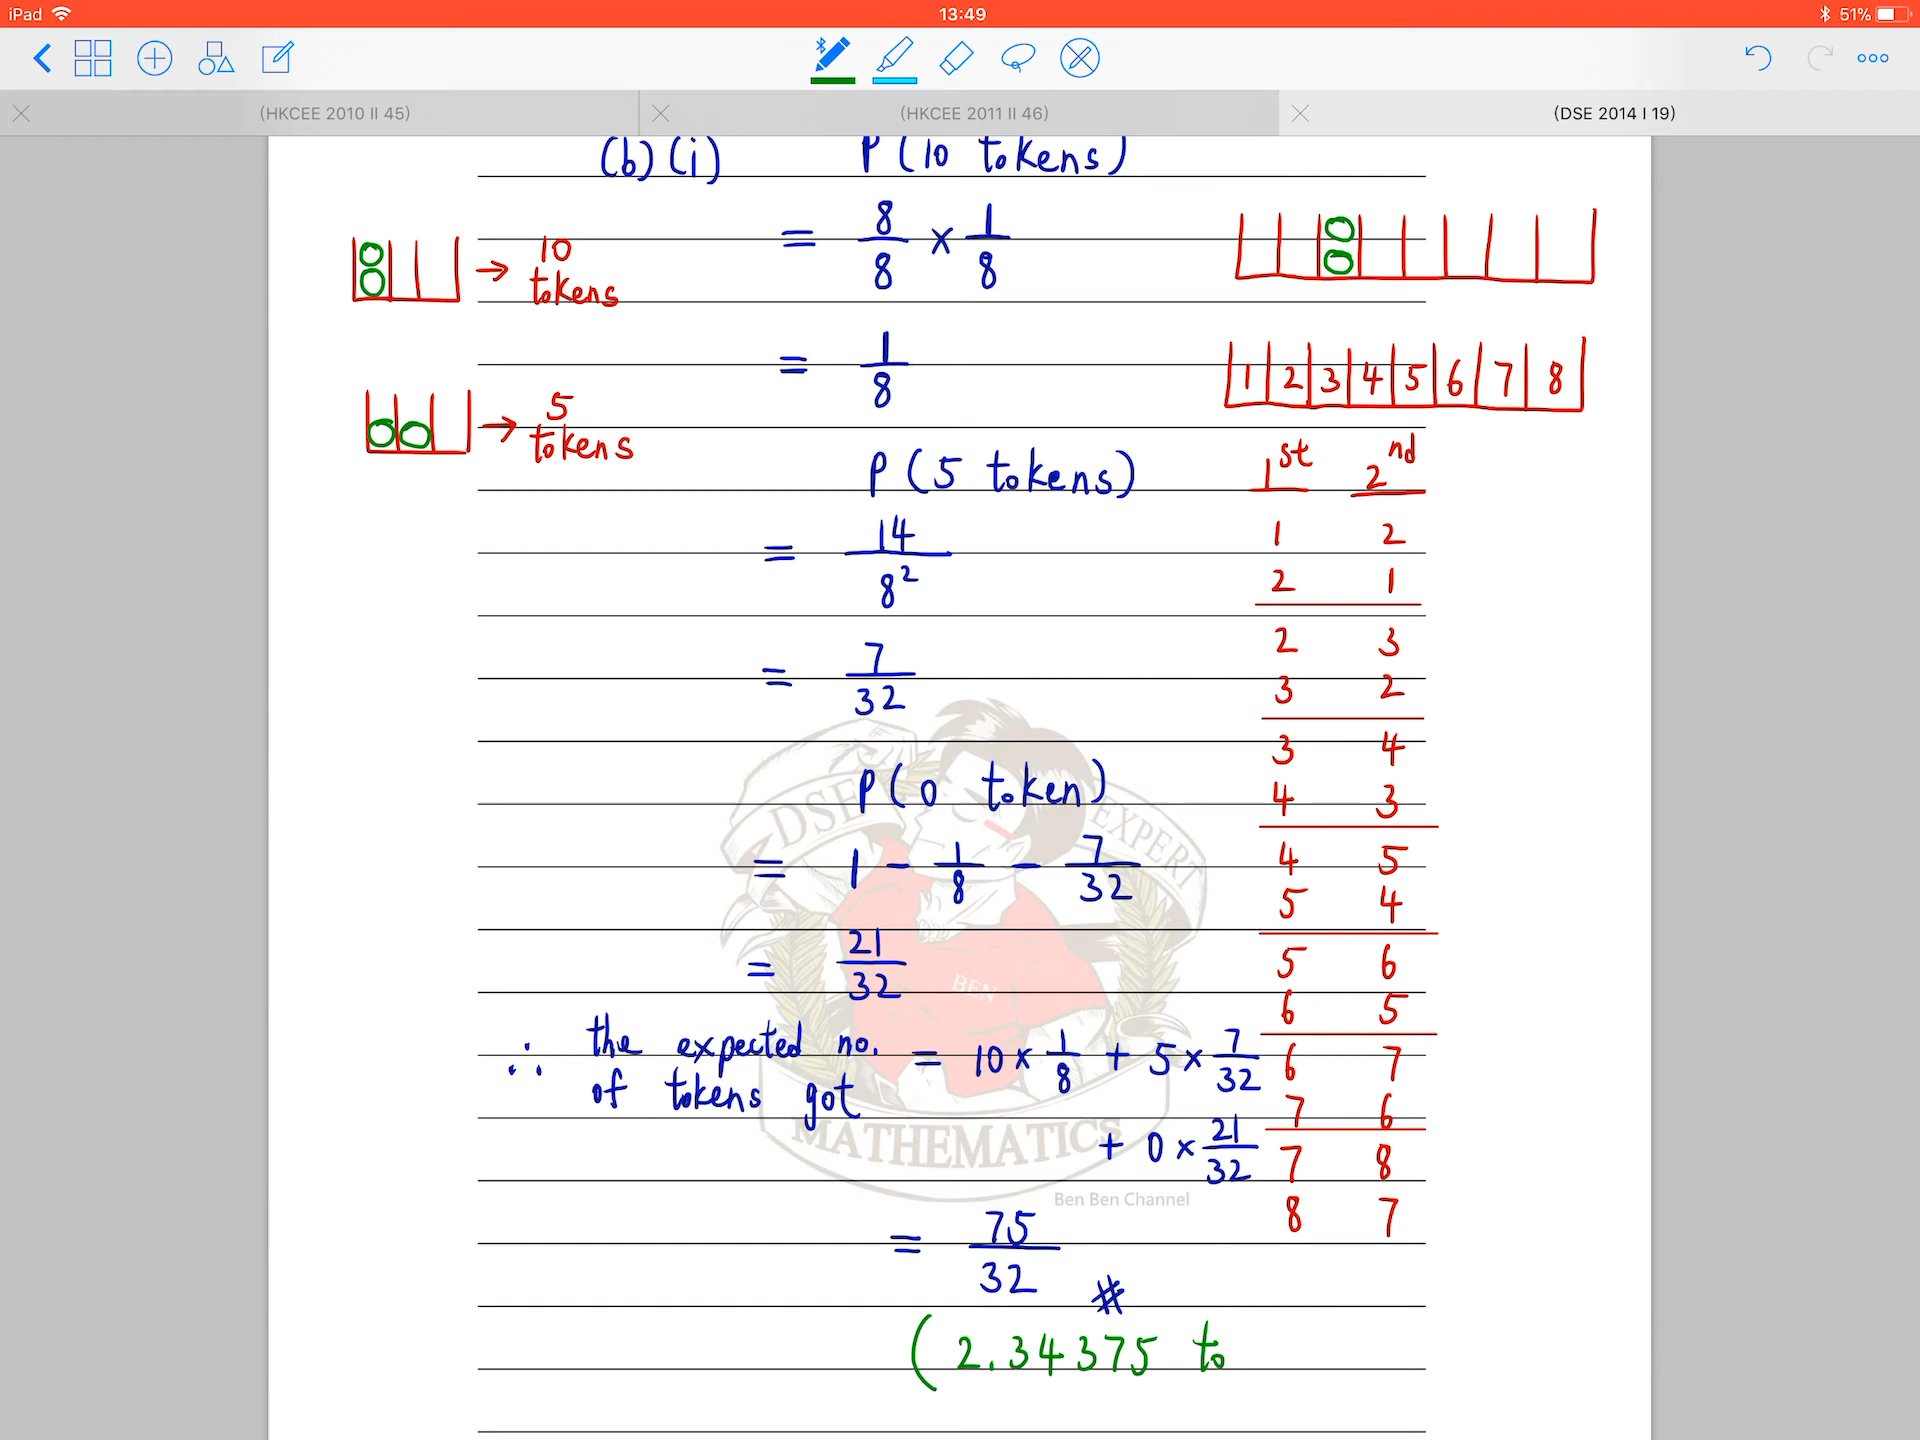 iPad 13:49 51%
(HKCEE 2010 II 45) (HKCEE 2011 II 46) (DSE 2014 I 19)
(b) (i) P (10 tokens)
= 8/8 × 1/8
→ 10 tokens
= 1/8
1 2 3 4 5 6 7 8
→ 5 tokens
P (5 tokens)
= 14/8²
= 7/32
P (0 token)
= 1 - 1/8 - 7/32
= 21/32
∴ the expected no. of tokens got = 10 × 1/8 + 5 × 7/32
+ 0 × 21/32
= 75/32 #
(2.34375 to
1st 2nd
1 2
2 1
2 3
3 2
3 4
4 3
4 5
5 4
5 6
6 5
6 7
7 6
7 8
8 7
DSE EXPERT
BEN
MATHEMATICS
Ben Ben Channel